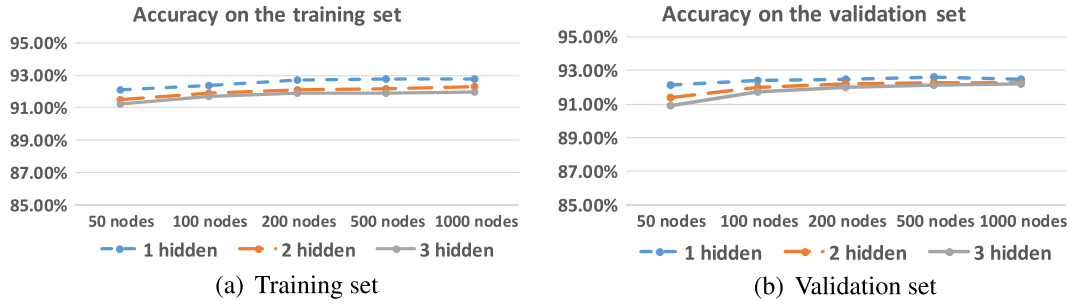 Accuracy on the training set
95.00%
93.00%
91.00%
89.00%
87.00%
85.00%
50 nodes 100 nodes 200 nodes 500 nodes 1000 nodes
1 hidden 2 hidden 3 hidden
(a) Training set
Accuracy on the validation set
95.00%
93.00%
91.00%
89.00%
87.00%
85.00%
50 nodes 100 nodes 200 nodes 500 nodes 1000 nodes
1 hidden 2 hidden 3 hidden
(b) Validation set